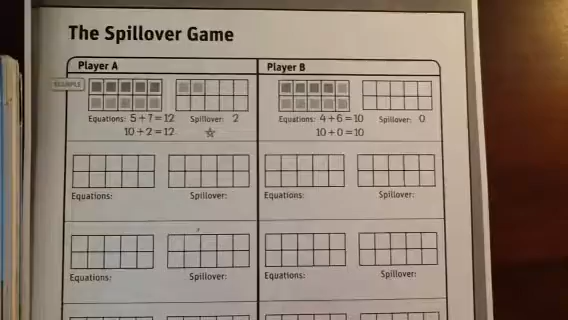 The Spillover Game
Player A
Player B
EXAMPLE
Equations: 5 + 7 = 12 Spillover: 2
10 + 2 = 12 ☆
Equations: 4 + 6 = 10 Spillover: 0
10 + 0 = 10
Equations: Spillover:
Equations: Spillover:
Equations: Spillover:
Equations: Spillover: